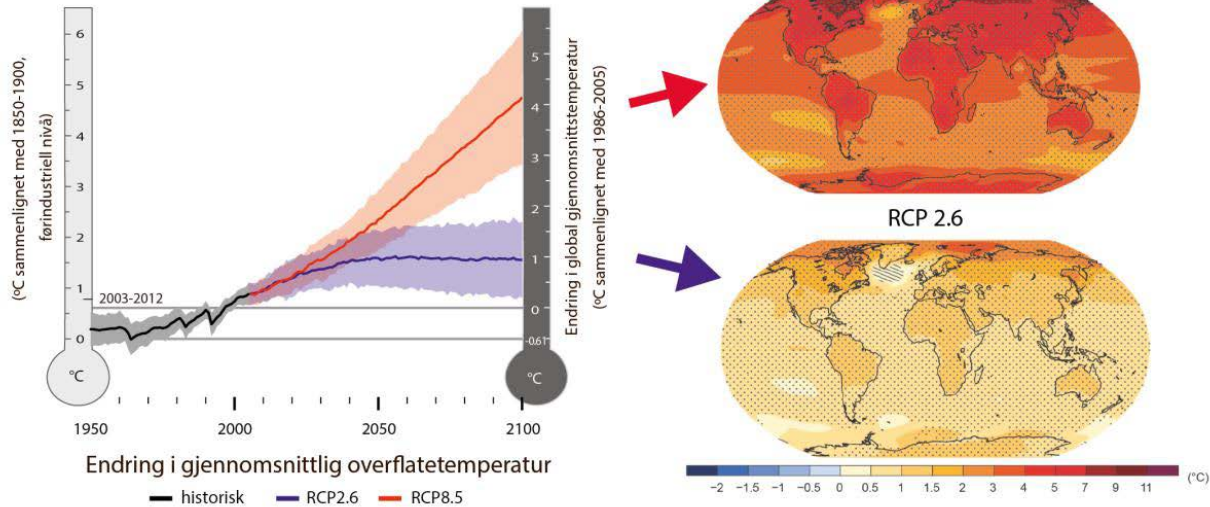 (ºC sammenlignet med 1850-1900,
førindustriell nivå)
6
5
4
3
2
1
0
2003-2012
°C
5
4
3
2
1
0
-0.61
°C
Endring i global gjennomsnittstemperatur
(ºC sammenlignet med 1986-2005)
1950
2000
2050
2100
Endring i gjennomsnittlig overflatetemperatur
historisk
RCP2.6
RCP8.5
RCP 2.6
−2
−1.5
−1
−0.5
0
0.5
1
1.5
2
3
4
5
7
9
11
(°C)